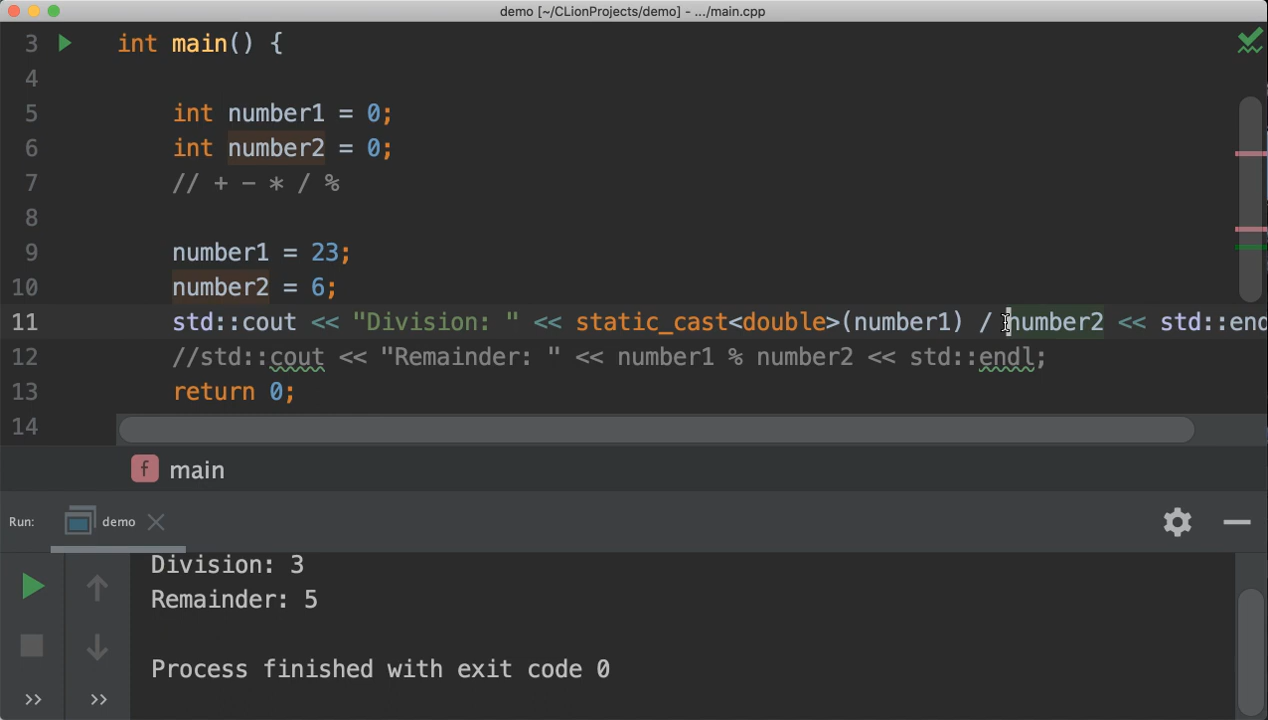 demo [~/CLionProjects/demo] - .../main.cpp
3 int main() {
4
5 int number1 = 0;
6 int number2 = 0;
7 // + - * / %
8
9 number1 = 23;
10 number2 = 6;
11 std::cout << "Division: " << static_cast<double>(number1) / number2 << std::end
12 //std::cout << "Remainder: " << number1 % number2 << std::endl;
13 return 0;
14
f main
Run: demo
Division: 3
Remainder: 5
Process finished with exit code 0